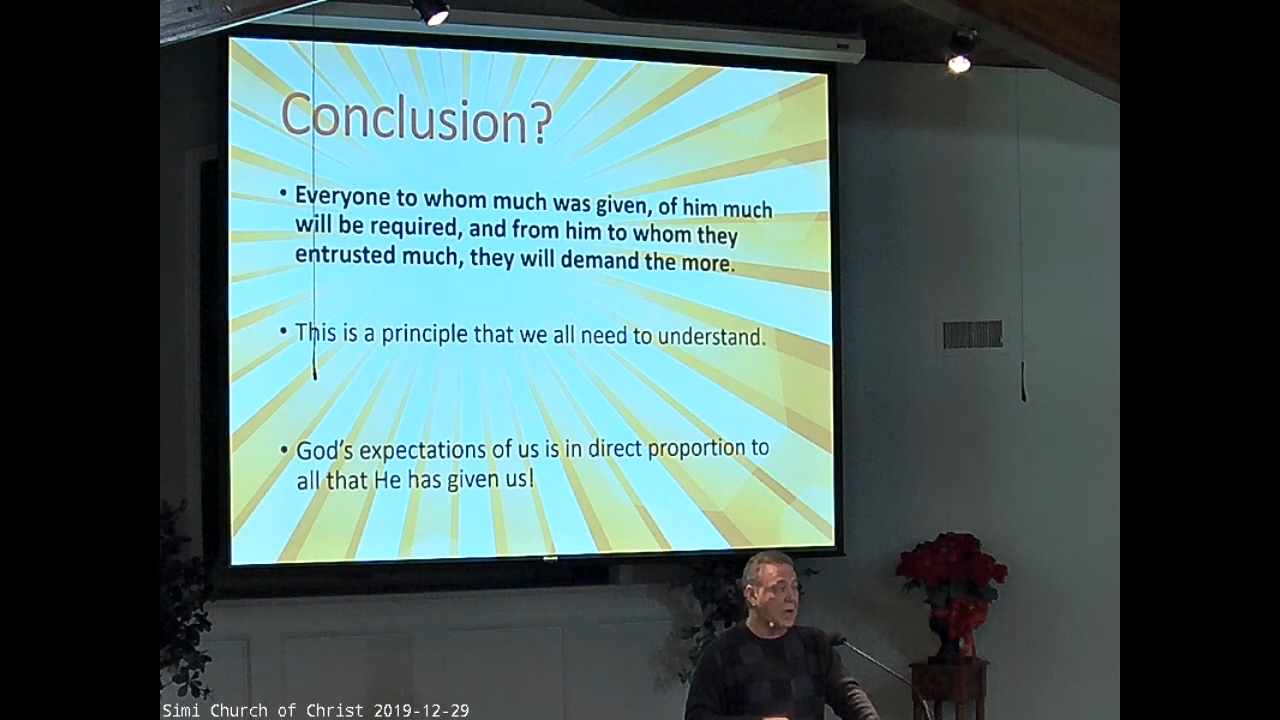 Conclusion?
• Everyone to whom much was given, of him much
will be required, and from him to whom they
entrusted much, they will demand the more.
• This is a principle that we all need to understand.
• God's expectations of us is in direct proportion to
all that He has given us!
Simi Church of Christ 2019-12-29